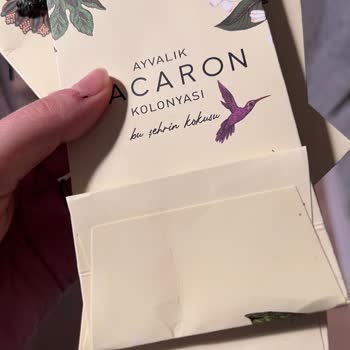 AYVALIK
ACARON
KOLONYASI
bu şehrin kokusu